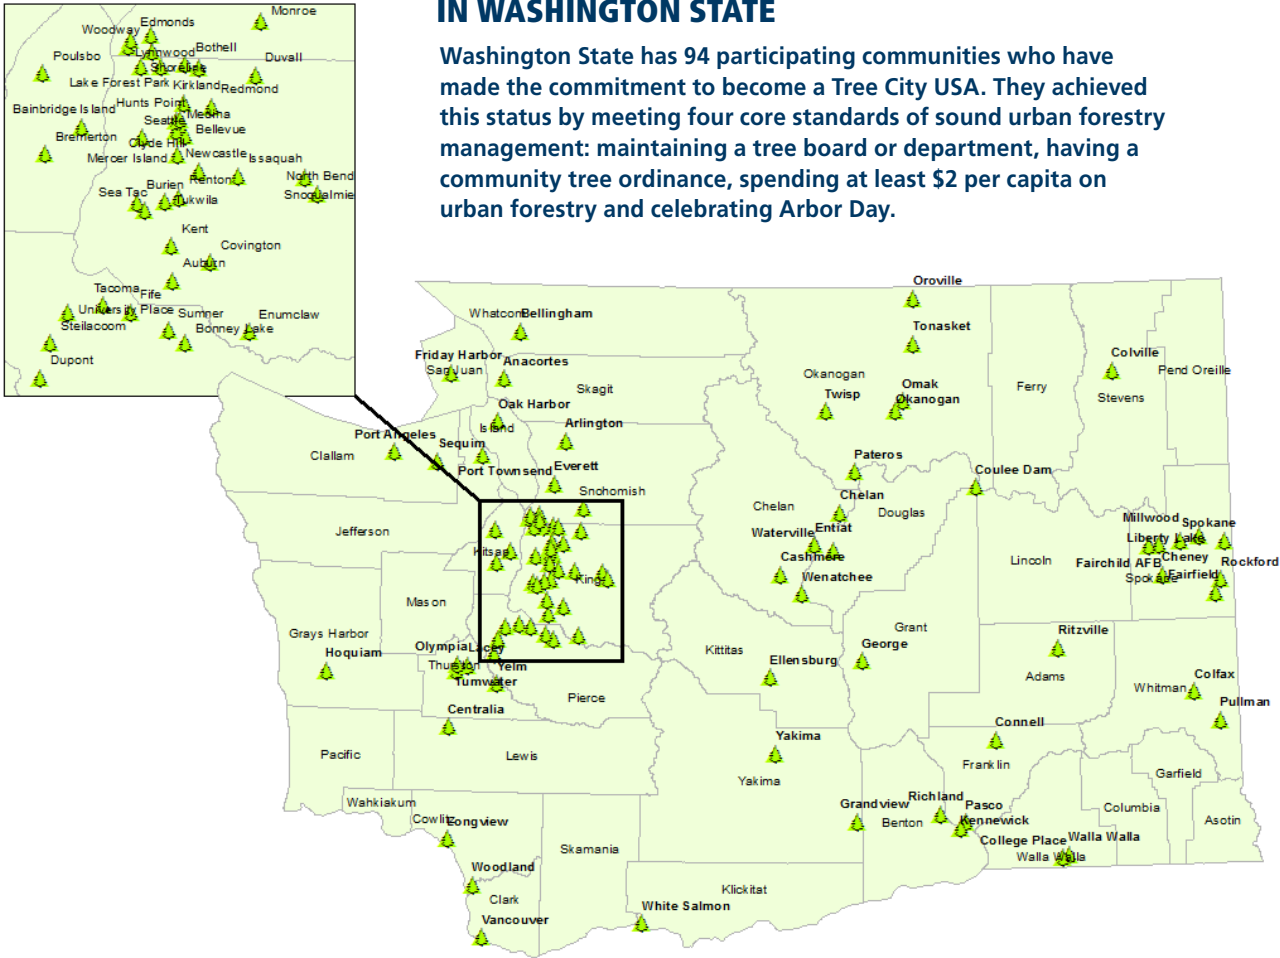 IN WASHINGTON STATE
Washington State has 94 participating communities who have
made the commitment to become a Tree City USA. They achieved
this status by meeting four core standards of sound urban forestry
management: maintaining a tree board or department, having a
community tree ordinance, spending at least $2 per capita on
urban forestry and celebrating Arbor Day.
Monroe
Edmonds
Woodway
Lynnwood
Bothell
Poulsbo
Shoreline
Duvall
Lake Forest Park
Kirkland
Redmond
Hunts Point
Bainbridge Island
Medina
Seattle
Bellevue
Bremerton
Clyde Hill
Mercer Island
Newcastle
Issaquah
Renton
North Bend
Burien
Sea Tac
Snoqualmie
Tukwila
Kent
Covington
Auburn
Tacoma
Fife
University Place
Sumner
Enumclaw
Steilacoom
Bonney Lake
Dupont
Oroville
Whatcom
Bellingham
Tonasket
Friday Harbor
San Juan
Anacortes
Skagit
Okanogan
Twisp
Omak
Okanogan
Ferry
Colville
Pend Oreille
Stevens
Oak Harbor
Island
Arlington
Port Angeles
Sequim
Clallam
Port Townsend
Everett
Snohomish
Pateros
Coulee Dam
Chelan
Chelan
Douglas
Jefferson
Waterville
Entiat
Millwood
Spokane
Liberty Lake
Kitsap
Cashmere
Lincoln
Fairchild AFB
Cheney
Rockford
Spokane
Fairfield
King
Wenatchee
Mason
Grays Harbor
Hoquiam
Olympia
Lacey
Thurston
Yelm
Tumwater
Kittitas
Ellensburg
Grant
George
Ritzville
Adams
Whitman
Colfax
Pullman
Pierce
Centralia
Connell
Pacific
Lewis
Yakima
Yakima
Franklin
Garfield
Wahkiakum
Cowlitz
Longview
Grandview
Richland
Benton
Pasco
Kennewick
Columbia
Asotin
College Place
Walla Walla
Walla Walla
Skamania
Woodland
Clark
Klickitat
White Salmon
Vancouver